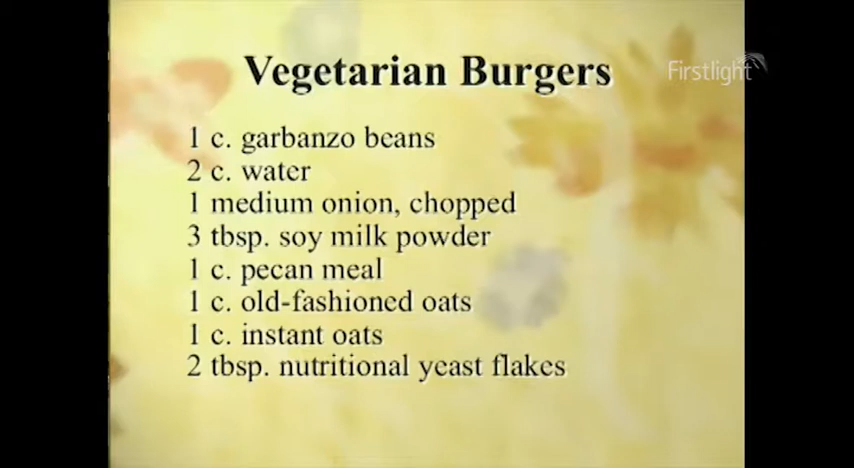 Vegetarian Burgers
Firstlight
1 c. garbanzo beans
2 c. water
1 medium onion, chopped
3 tbsp. soy milk powder
1 c. pecan meal
1 c. old-fashioned oats
1 c. instant oats
2 tbsp. nutritional yeast flakes